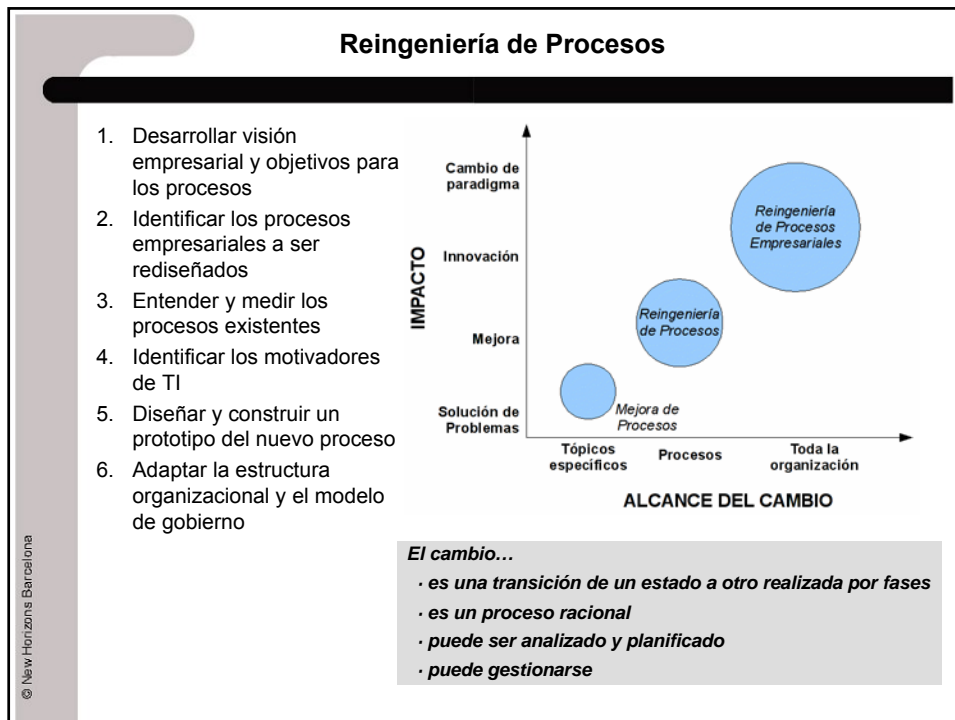 Reingeniería de Procesos
1. Desarrollar visión
empresarial y objetivos para
los procesos
2. Identificar los procesos
empresariales a ser
rediseñados
3. Entender y medir los
procesos existentes
4. Identificar los motivadores
de TI
5. Diseñar y construir un
prototipo del nuevo proceso
6. Adaptar la estructura
organizacional y el modelo
de gobierno
IMPACTO
Cambio de
paradigma
Innovación
Mejora
Solución de
Problemas
Reingeniería
de Procesos
Empresariales
Reingeniería
de Procesos
Mejora de
Procesos
Tópicos
específicos
Procesos
Toda la
organización
ALCANCE DEL CAMBIO
El cambio…
· es una transición de un estado a otro realizada por fases
· es un proceso racional
· puede ser analizado y planificado
· puede gestionarse
© New Horizons Barcelona